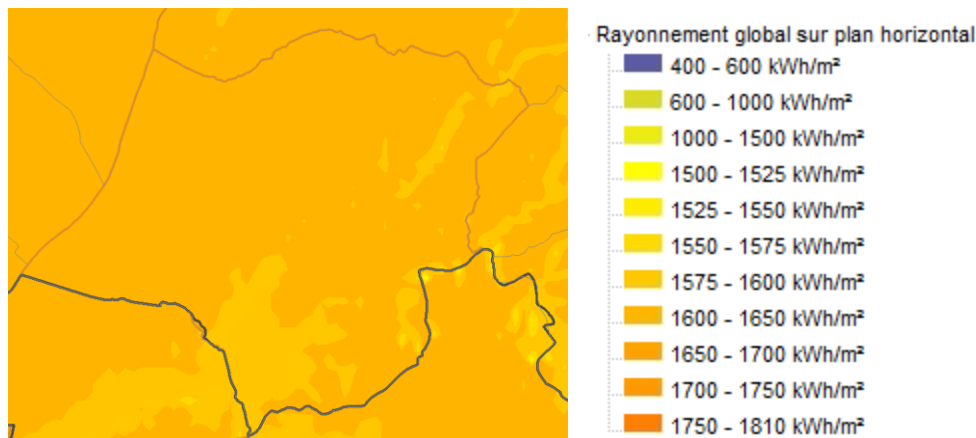 Rayonnement global sur plan horizontal
400 - 600 kWh/m²
600 - 1000 kWh/m²
1000 - 1500 kWh/m²
1500 - 1525 kWh/m²
1525 - 1550 kWh/m²
1550 - 1575 kWh/m²
1575 - 1600 kWh/m²
1600 - 1650 kWh/m²
1650 - 1700 kWh/m²
1700 - 1750 kWh/m²
1750 - 1810 kWh/m²